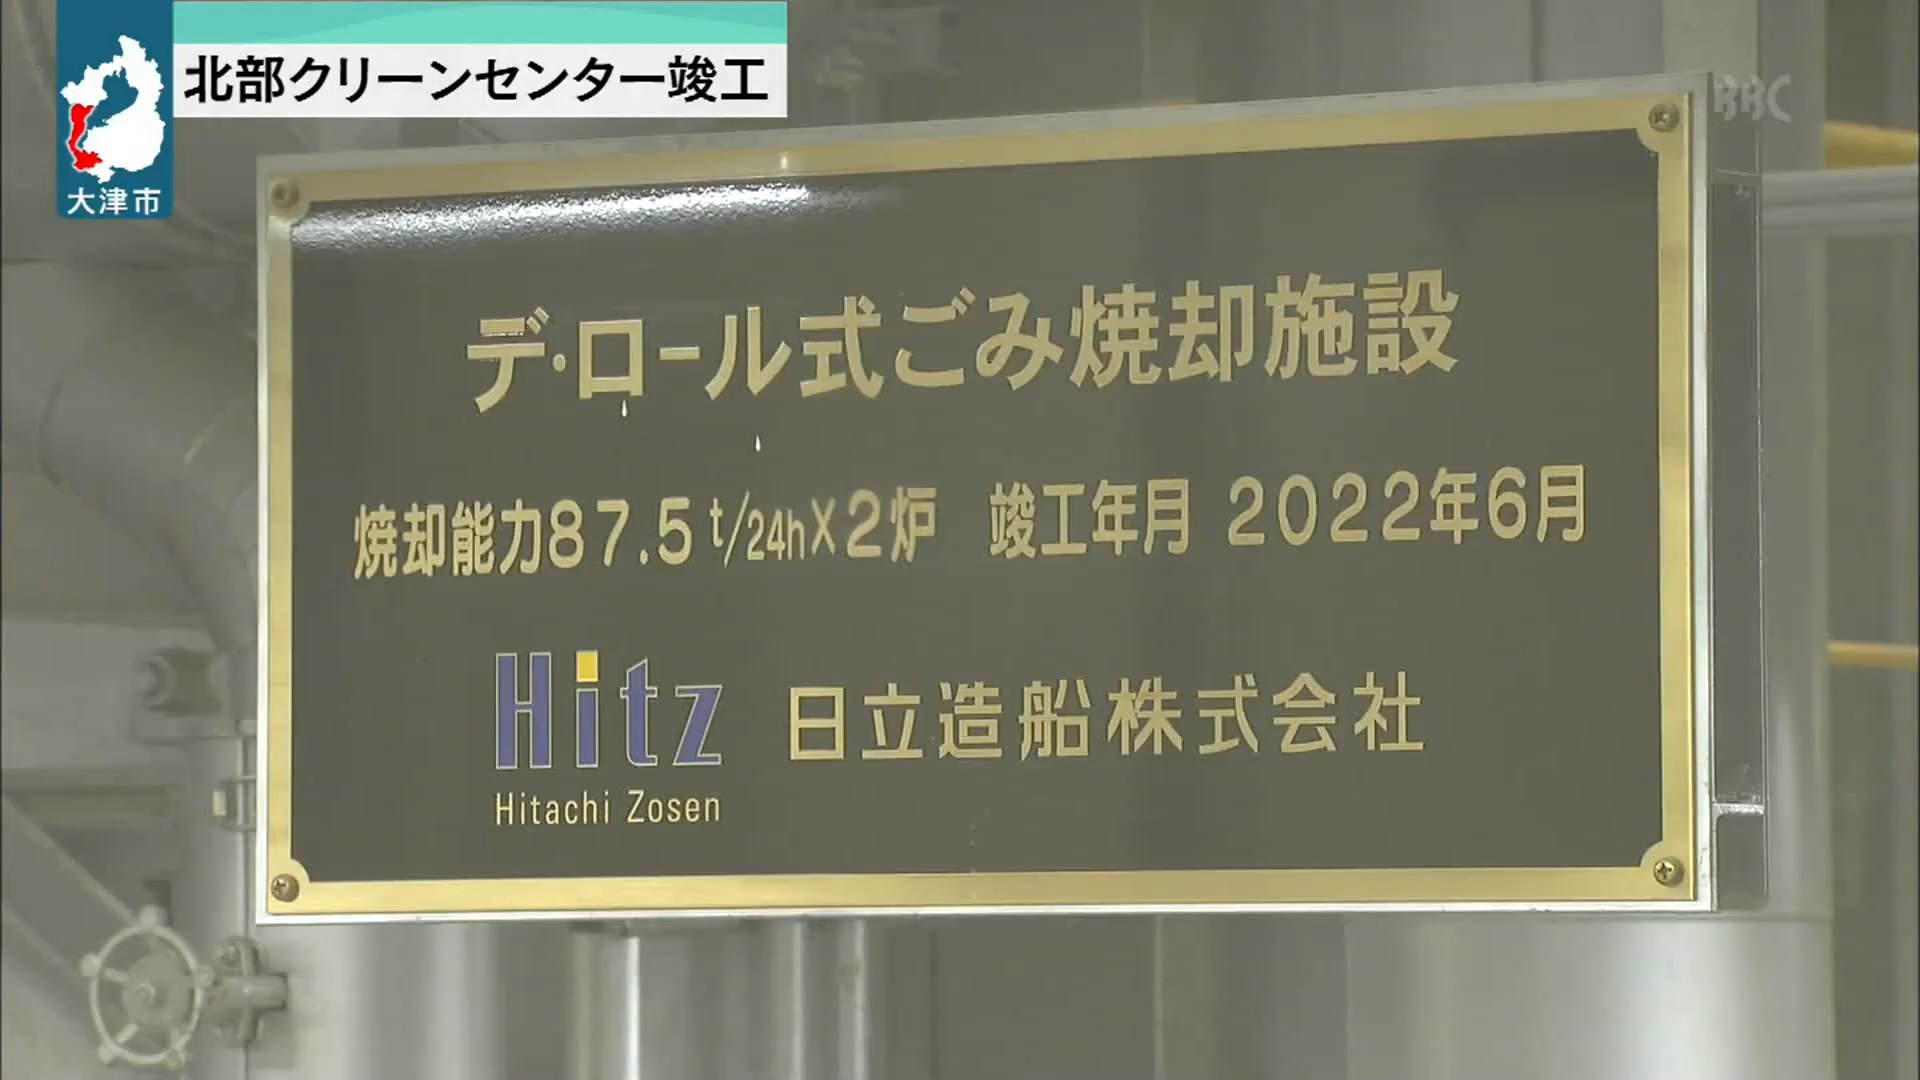 北部クリーンセンター竣工
大津市
BBC
デ・ロール式ごみ焼却施設
焼却能力87.5t/24h×2炉 竣工年月 2022年6月
Hitz 日立造船株式会社
Hitachi Zosen